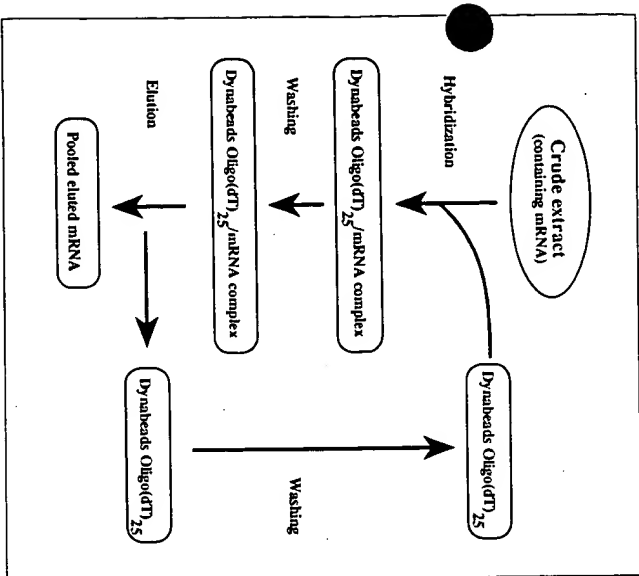 Crude extract
(containing mRNA)
Hybridization
Dynabeads Oligo(dT)25
Dynabeads Oligo(dT)25/mRNA complex
Washing
Dynabeads Oligo(dT)25/mRNA complex
Washing
Elution
Dynabeads Oligo(dT)25
Pooled eluted mRNA